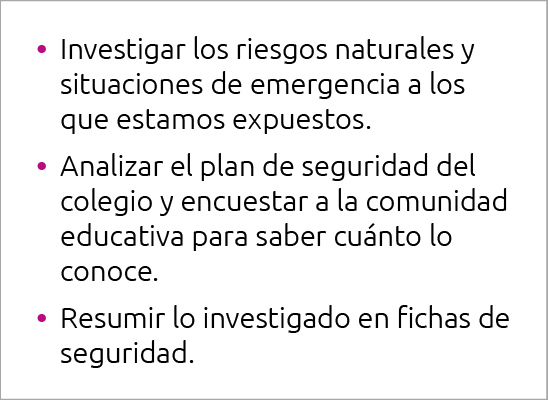 • Investigar los riesgos naturales y
situaciones de emergencia a los
que estamos expuestos.
• Analizar el plan de seguridad del
colegio y encuestar a la comunidad
educativa para saber cuánto lo
conoce.
• Resumir lo investigado en fichas de
seguridad.